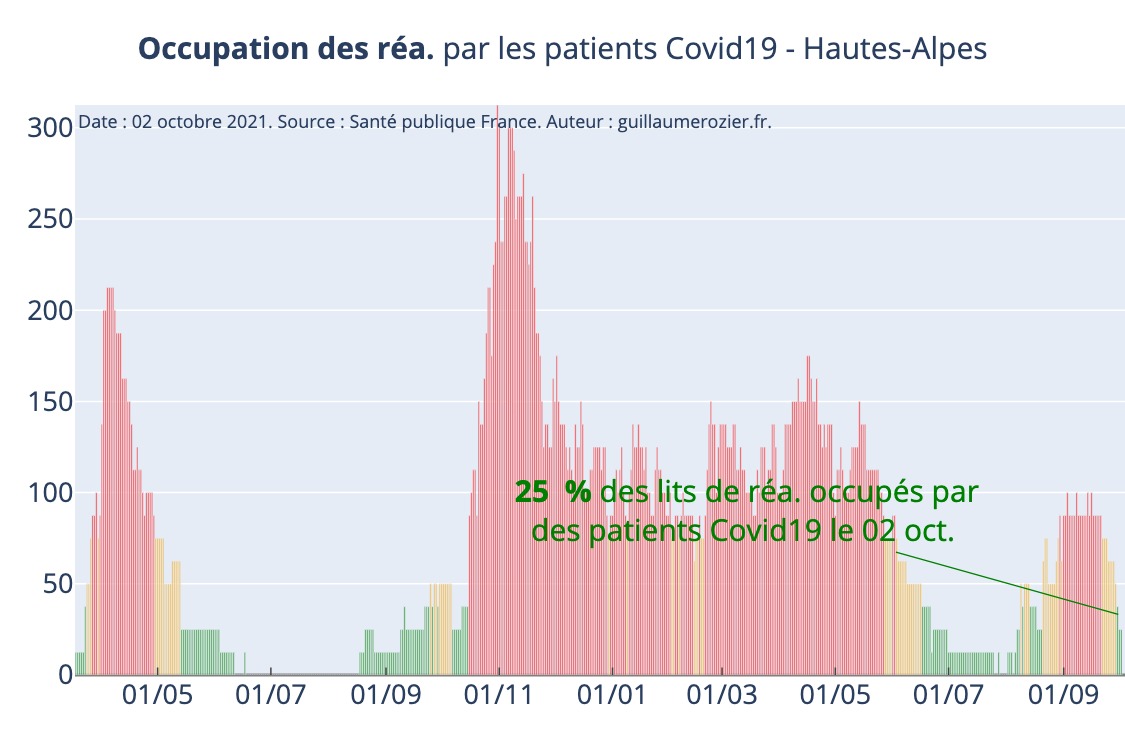 Occupation des réa. par les patients Covid19 - Hautes-Alpes
Date : 02 octobre 2021. Source : Santé publique France. Auteur : guillaumerozier.fr.
300
250
200
150
100
50
0
25 % des lits de réa. occupés par
des patients Covid19 le 02 oct.
01/05 01/07 01/09 01/11 01/01 01/03 01/05 01/07 01/09